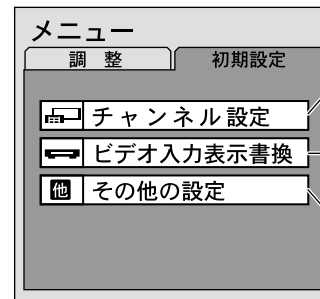 メニュー
調 整 初期設定
チャンネル設定
ビデオ入力表示書換
他 その他の設定